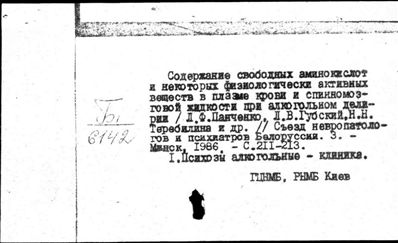 Содержание свободных аминокислот
и некоторых физиологически активных
веществ в плазме крови и спинномоз-
говой жидкости при алкогольном дели-
рии / Л.Ф.Панченко, Л.В.Губский,Н.Н.
Теребилина и др. // Съезд невропатоло-
гов и психиатров Белоруссии. 3. -
Минск, 1986. - С.211-213.
I.Психозы алкогольные - клиника.
ГЦНМБ, РНМБ Киев
6142